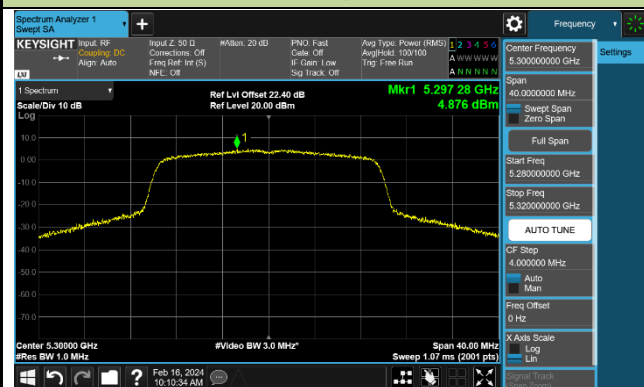 Spectrum Analyzer 1
Swept SA
+
Frequency
KEYSIGHT
Input: RF
Coupling: DC
Align: Auto
Input Z: 50 Ω
Corrections: Off
Freq Ref: Int (S)
NFE: Off
#Atten: 20 dB
PNO: Fast
Gate: Off
IF Gain: Low
Sig Track: Off
Avg Type: Power (RMS)
Avg|Hold: 100/100
Trig: Free Run
1 2 3 4 5 6
A W W W W W
A N N N N N
LXI
1 Spectrum
Scale/Div 10 dB
Log
Ref Lvl Offset 22.40 dB
Ref Level 20.00 dBm
Mkr1 5.297 28 GHz
4.876 dBm
1
10.0
0.00
-10.0
-20.0
-30.0
-40.0
-50.0
-60.0
-70.0
Center 5.30000 GHz
#Res BW 1.0 MHz
#Video BW 3.0 MHz*
Span 40.00 MHz
Sweep 1.07 ms (2001 pts)
Center Frequency
5.300000000 GHz
Settings
Span
40.0000000 MHz
Swept Span
Zero Span
Full Span
Start Freq
5.280000000 GHz
Stop Freq
5.320000000 GHz
AUTO TUNE
CF Step
4.000000 MHz
Auto
Man
Freq Offset
0 Hz
X Axis Scale
Log
Lin
Signal Track
(Span Zoom)
?
Feb 16, 2024
10:10:34 AM